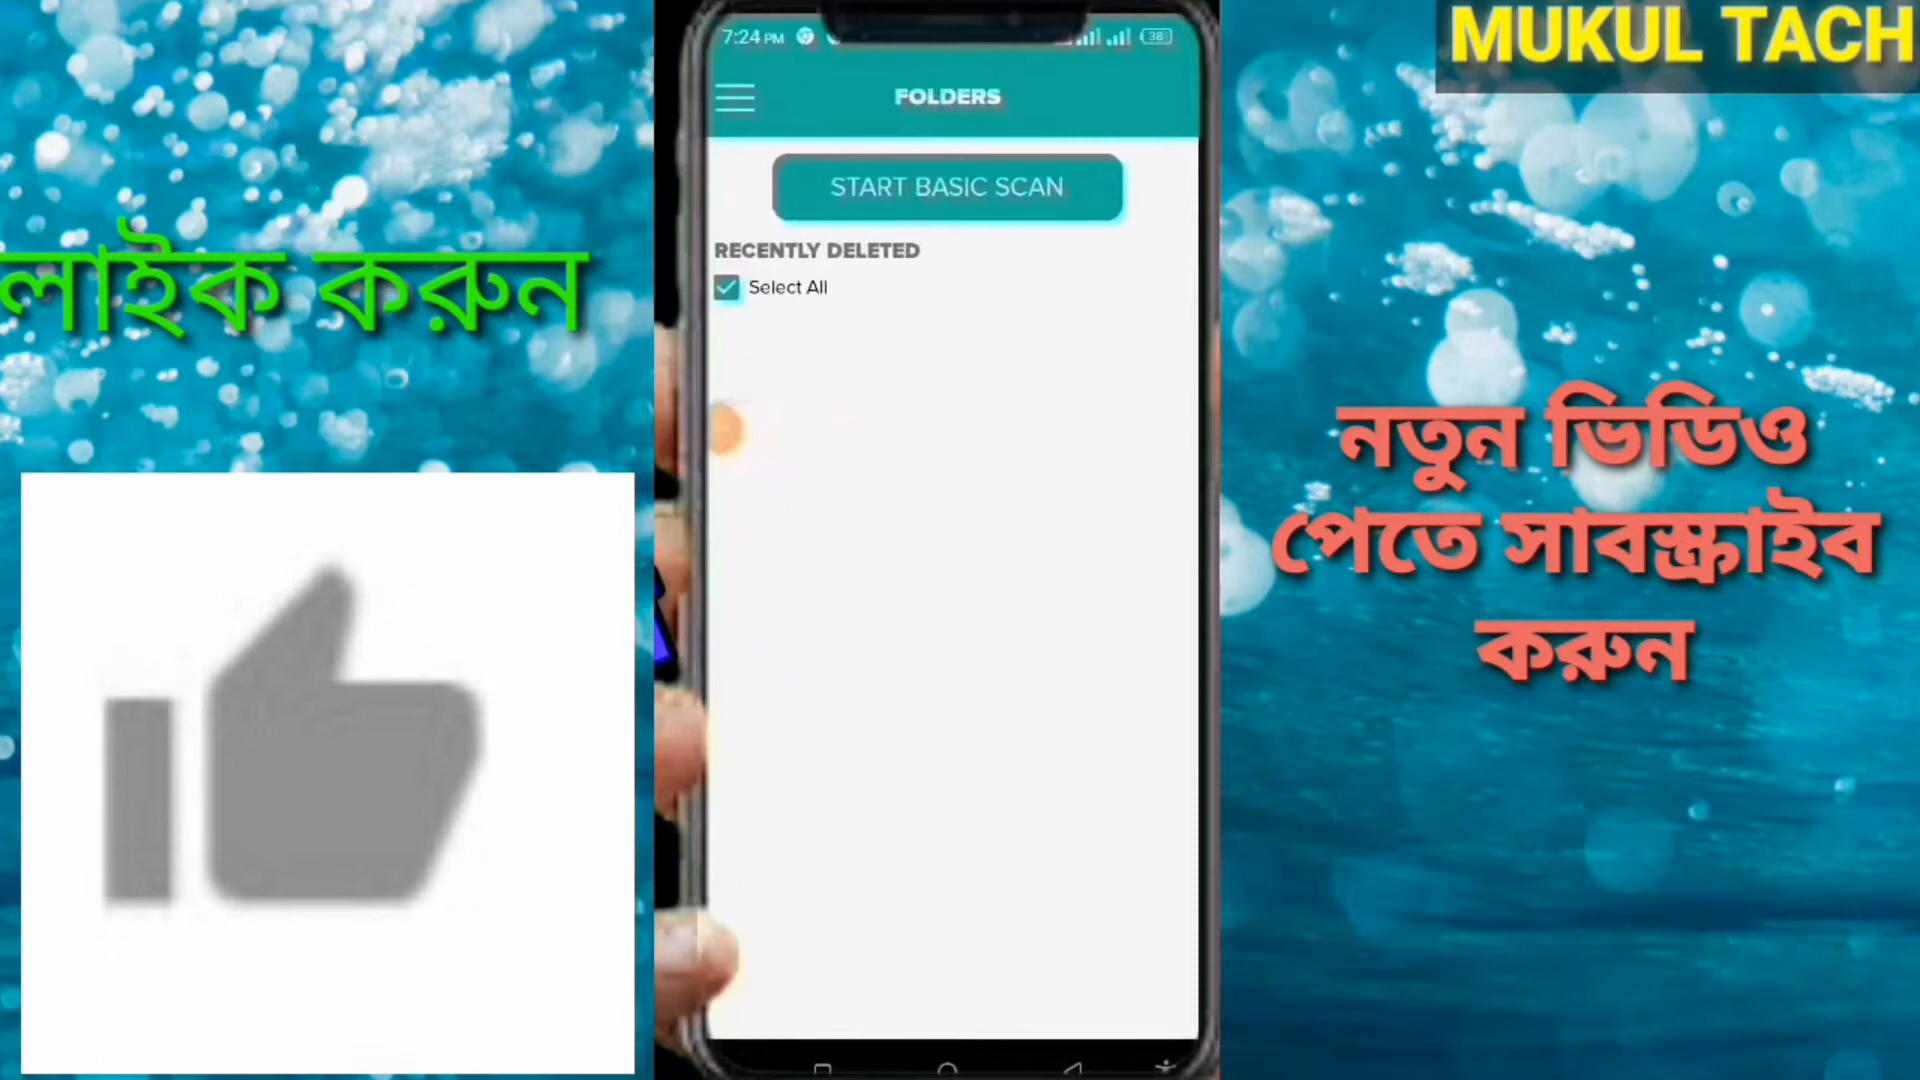 MUKUL TACH
7:24 PM
38
FOLDERS
START BASIC SCAN
RECENTLY DELETED
Select All
লাইক করুন
নতুন ভিডিও
পেতে সাবস্ক্রাইব
করুন